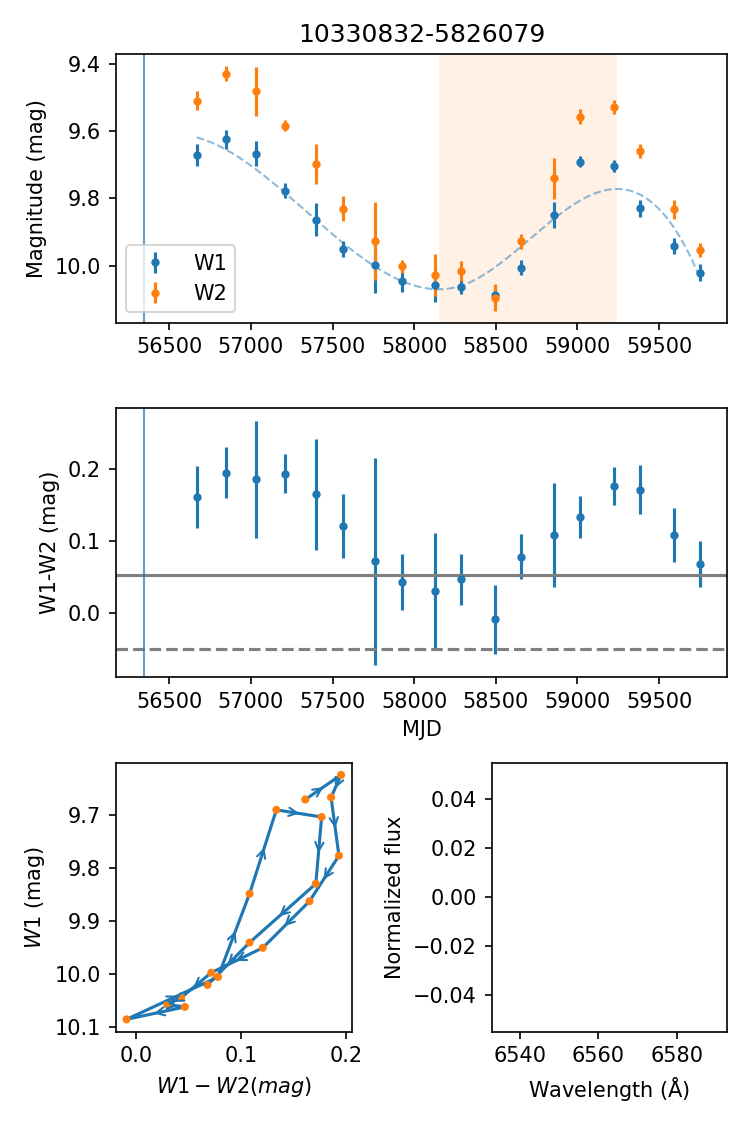 10330832-5826079
Magnitude (mag)
9.4
9.6
9.8
10.0
W1
W2
56500 57000 57500 58000 58500 59000 59500
W1-W2 (mag)
0.2
0.1
0.0
56500 57000 57500 58000 58500 59000 59500
MJD
W1 (mag)
9.7
9.8
9.9
10.0
10.1
0.0 0.1 0.2
W1 − W2(mag)
Normalized flux
0.04
0.02
0.00
−0.02
−0.04
6540 6560 6580
Wavelength (Å)